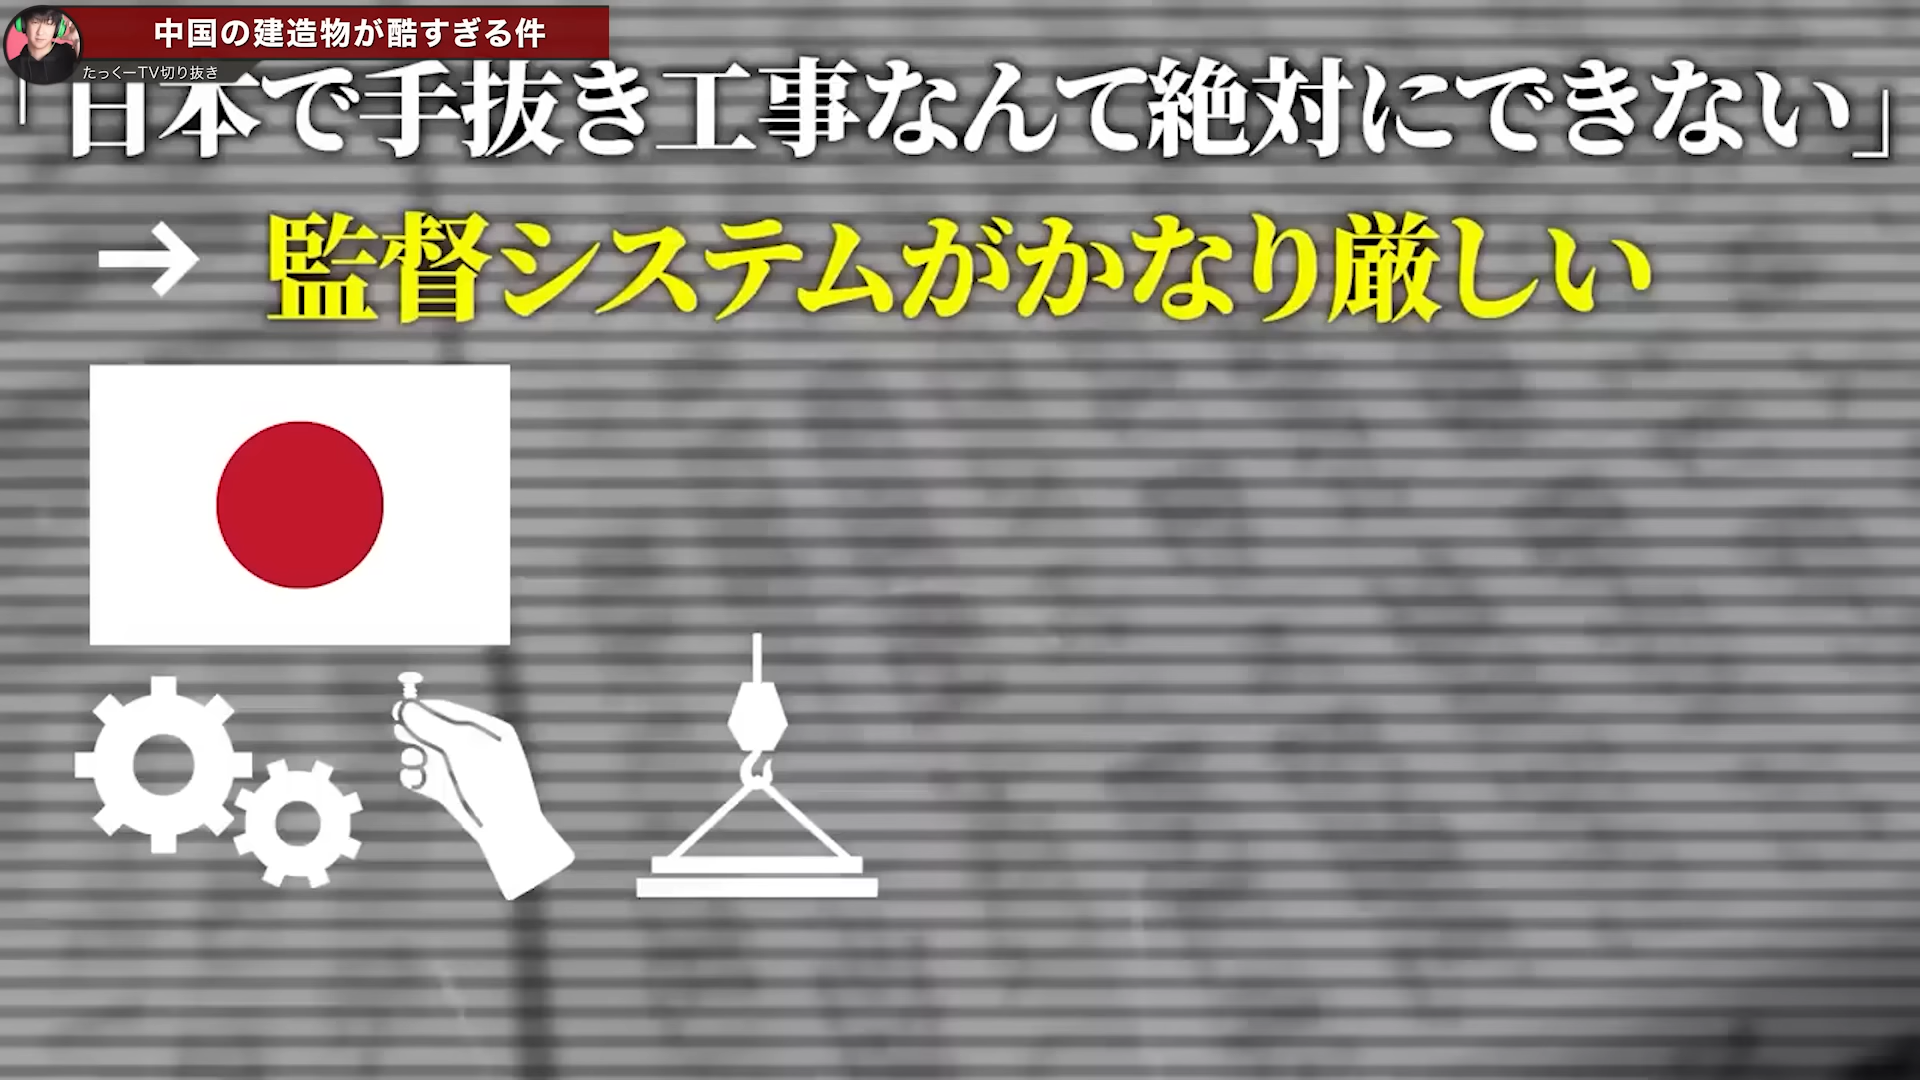 中国の建造物が酷すぎる件
たっくーTV切り抜き
「日本で手抜き工事なんて絶対にできない」
→ 監督システムがかなり厳しい